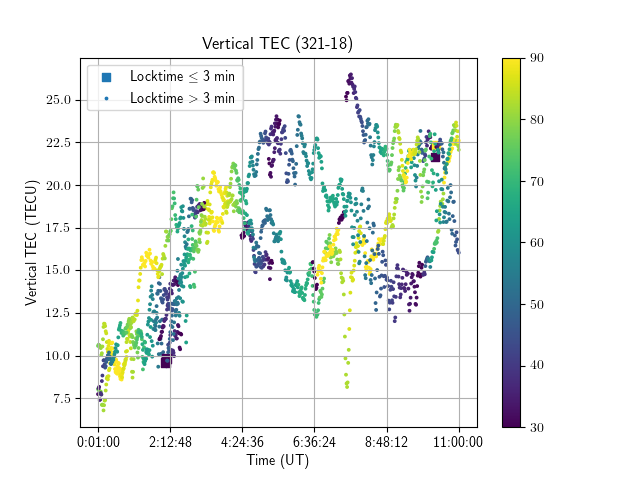 Vertical TEC (321-18)
Locktime ≤ 3 min
Locktime > 3 min
Vertical TEC (TECU)
25.0
22.5
20.0
17.5
15.0
12.5
10.0
7.5
0:01:00 2:12:48 4:24:36 6:36:24 8:48:12 11:00:00
Time (UT)
90
80
70
60
50
40
30